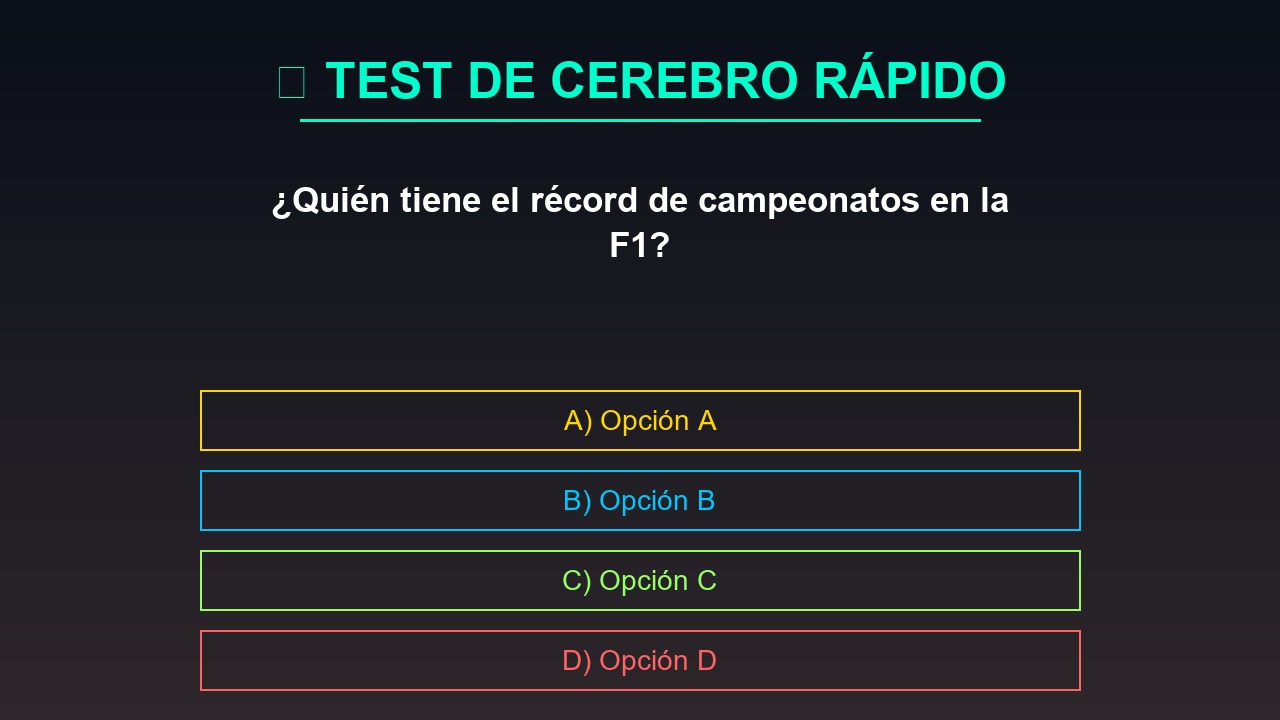 TEST DE CEREBRO RÁPIDO
¿Quién tiene el récord de campeonatos en la
F1?
A) Opción A
B) Opción B
C) Opción C
D) Opción D